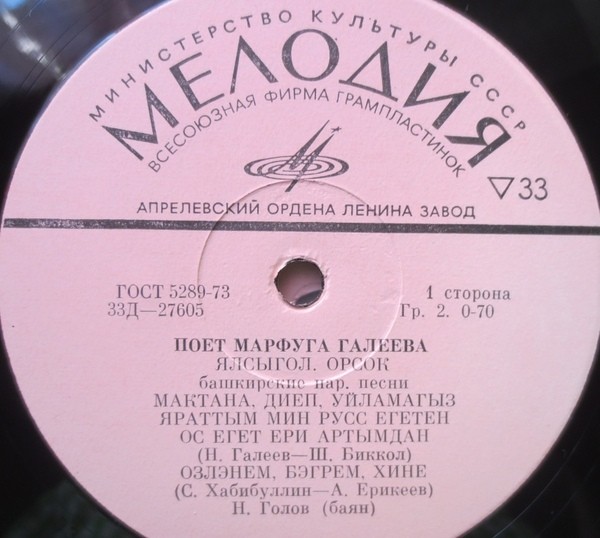 МИНИСТЕРСТВО КУЛЬТУРЫ СССР
МЕЛОДИЯ
ВСЕСОЮЗНАЯ ФИРМА ГРАМПЛАСТИНОК
▽33
АПРЕЛЕВСКИЙ ОРДЕНА ЛЕНИНА ЗАВОД
ГОСТ 5289-73 1 сторона
33Д—27605 Гр. 2. 0-70
ПОЕТ МАРФУГА ГАЛЕЕВА
ЯЛСЫГОЛ. ОРСОК
башкирские нар. песни
МАКТАНА, ДИЕП, УЙЛАМАГЫЗ
ЯРАТТЫМ МИН РУСС ЕГЕТЕН
ОС ЕГЕТ ЕРИ АРТЫМДАН
(Н. Галеев—Ш. Биккол)
ОЗЛЭНЕМ, БЭГРЕМ, ХИНЕ
(С. Хабибуллин—А. Ерикеев)
Н. Голов (баян)